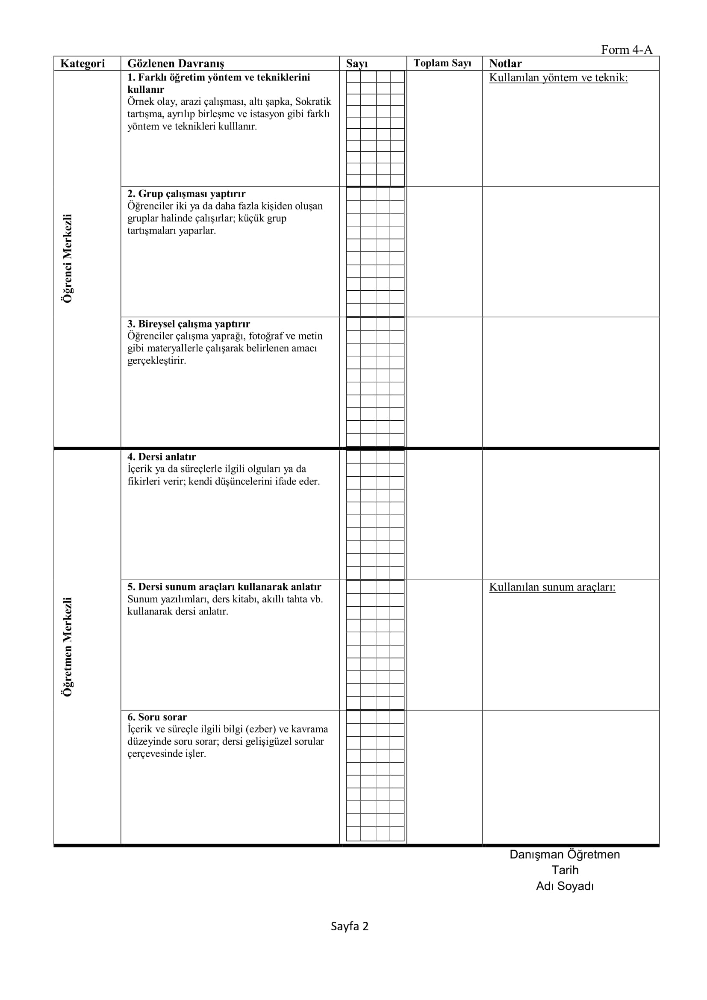 Form 4-A
Kategori Gözlenen Davranış Sayı Toplam Sayı Notlar
Öğrenci Merkezli
1. Farklı öğretim yöntem ve tekniklerini
kullanır
Örnek olay, arazi çalışması, altı şapka, Sokratik
tartışma, ayrılıp birleşme ve istasyon gibi farklı
yöntem ve teknikleri kulllanır.
Kullanılan yöntem ve teknik:
2. Grup çalışması yaptırır
Öğrenciler iki ya da daha fazla kişiden oluşan
gruplar halinde çalışırlar; küçük grup
tartışmaları yaparlar.
3. Bireysel çalışma yaptırır
Öğrenciler çalışma yaprağı, fotoğraf ve metin
gibi materyallerle çalışarak belirlenen amacı
gerçekleştirir.
Öğretmen Merkezli
4. Dersi anlatır
İçerik ya da süreçlerle ilgili olguları ya da
fikirleri verir; kendi düşüncelerini ifade eder.
5. Dersi sunum araçları kullanarak anlatır
Sunum yazılımları, ders kitabı, akıllı tahta vb.
kullanarak dersi anlatır.
Kullanılan sunum araçları:
6. Soru sorar
İçerik ve süreçle ilgili bilgi (ezber) ve kavrama
düzeyinde soru sorar; dersi gelişigüzel sorular
çerçevesinde işler.
Danışman Öğretmen
Tarih
Adı Soyadı
Sayfa 2